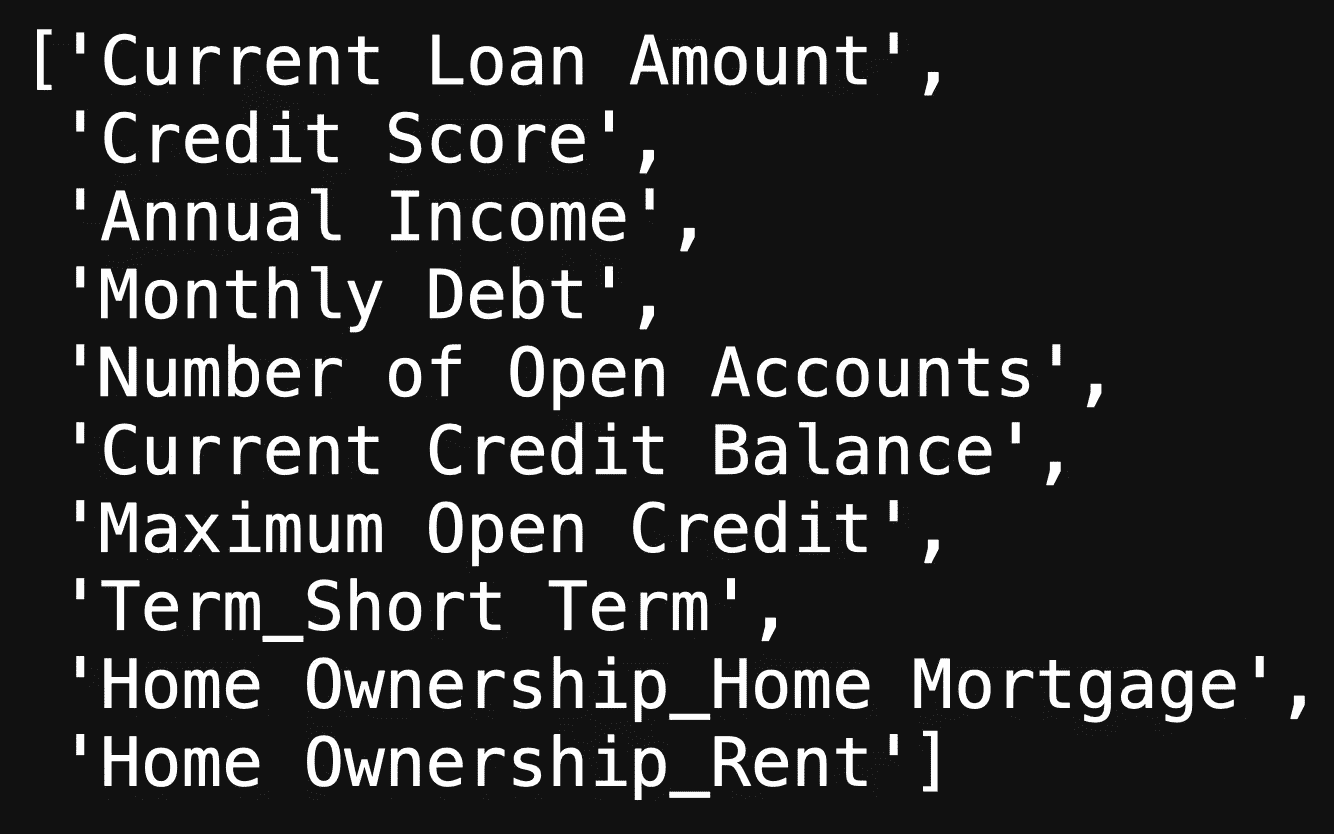 ['Current Loan Amount',
'Credit Score',
'Annual Income',
'Monthly Debt',
'Number of Open Accounts',
'Current Credit Balance',
'Maximum Open Credit',
'Term_Short Term',
'Home Ownership_Home Mortgage',
'Home Ownership_Rent']